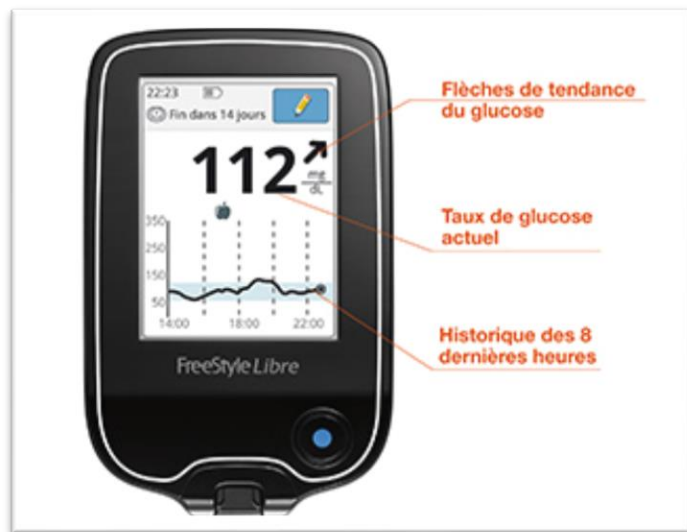 22:23
Fin dans 14 jours
112
mg
dL
350
250
150
50
14:00 18:00 22:00
FreeStyle Libre
Flèches de tendance
du glucose
Taux de glucose
actuel
Historique des 8
dernières heures